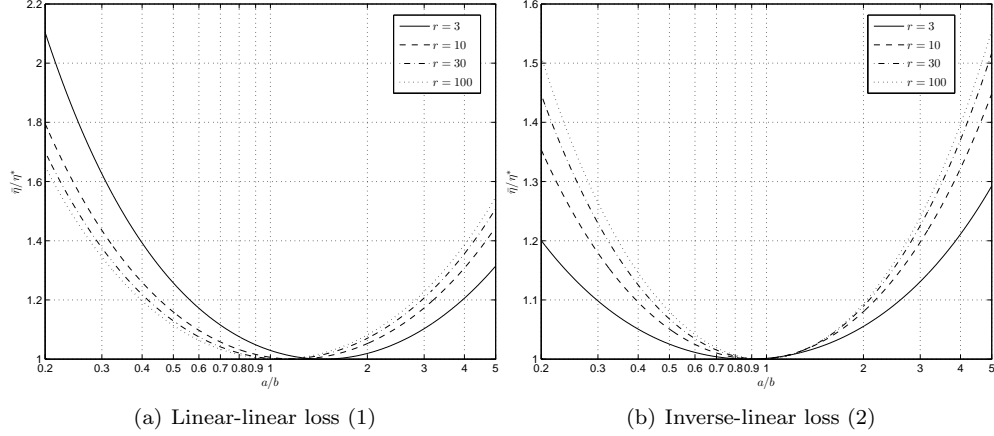 2.2
2
1.8
1.6
1.4
1.2
1
η̄/η*
0.2 0.3 0.4 0.5 0.6 0.7 0.8 0.9 1 2 3 4 5
a/b
r = 3
r = 10
r = 30
r = 100
(a) Linear-linear loss (1)
1.6
1.5
1.4
1.3
1.2
1.1
1
η̄/η*
0.2 0.3 0.4 0.5 0.6 0.7 0.8 0.9 1 2 3 4 5
a/b
r = 3
r = 10
r = 30
r = 100
(b) Inverse-linear loss (2)